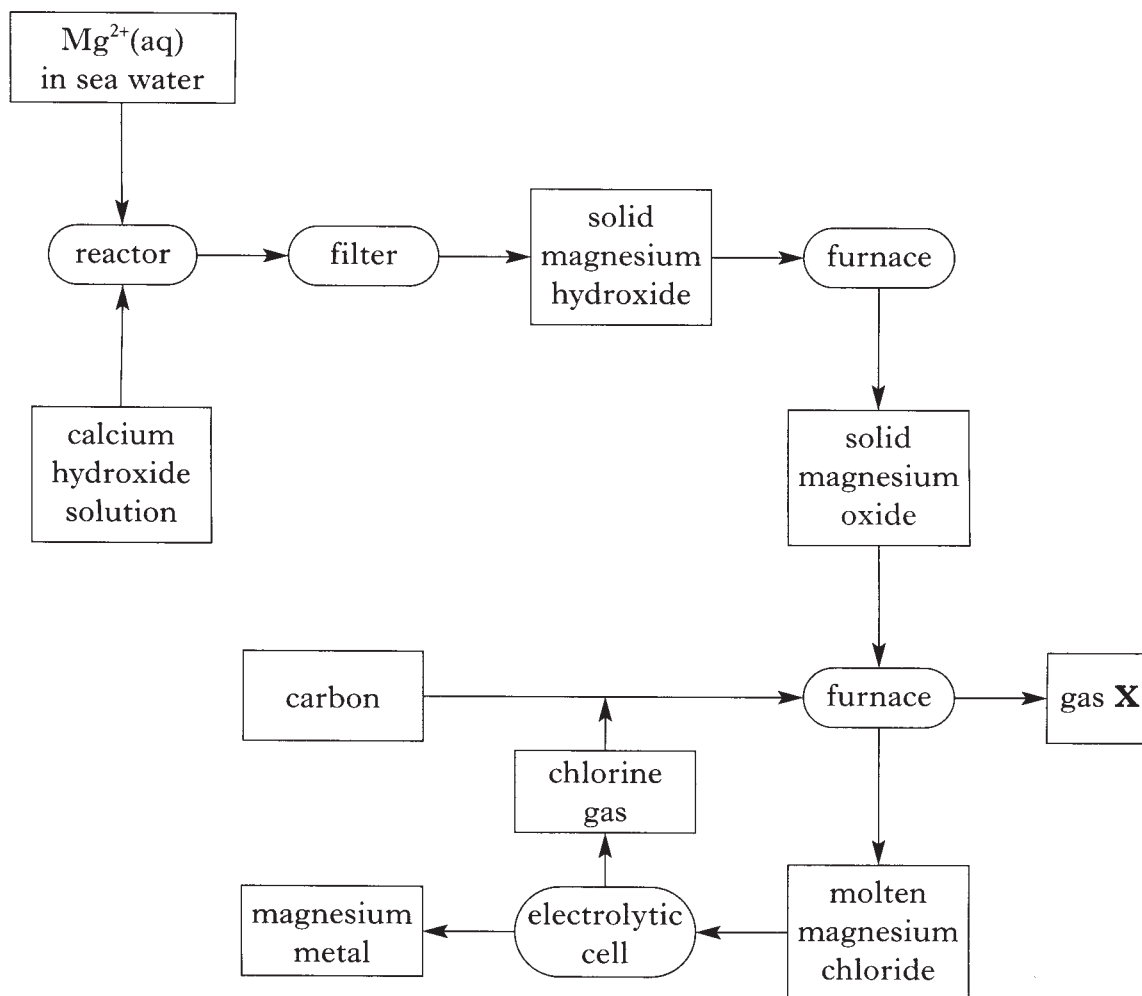 Mg²⁺(aq)
in sea water
reactor
filter
solid
magnesium
hydroxide
furnace
calcium
hydroxide
solution
solid
magnesium
oxide
carbon
furnace
gas X
chlorine
gas
magnesium
metal
electrolytic
cell
molten
magnesium
chloride